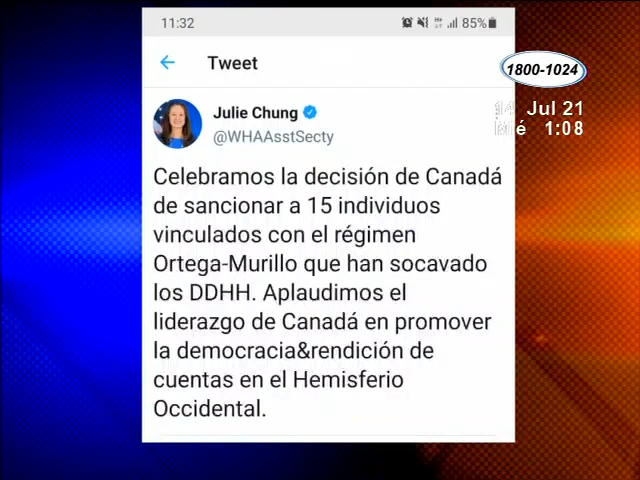 11:32
85%
Tweet
1800-1024
14 Jul 21
Mié 1:08
Julie Chung
@WHAAsstSecty
Celebramos la decisión de Canadá
de sancionar a 15 individuos
vinculados con el régimen
Ortega-Murillo que han socavado
los DDHH. Aplaudimos el
liderazgo de Canadá en promover
la democracia&rendición de
cuentas en el Hemisferio
Occidental.